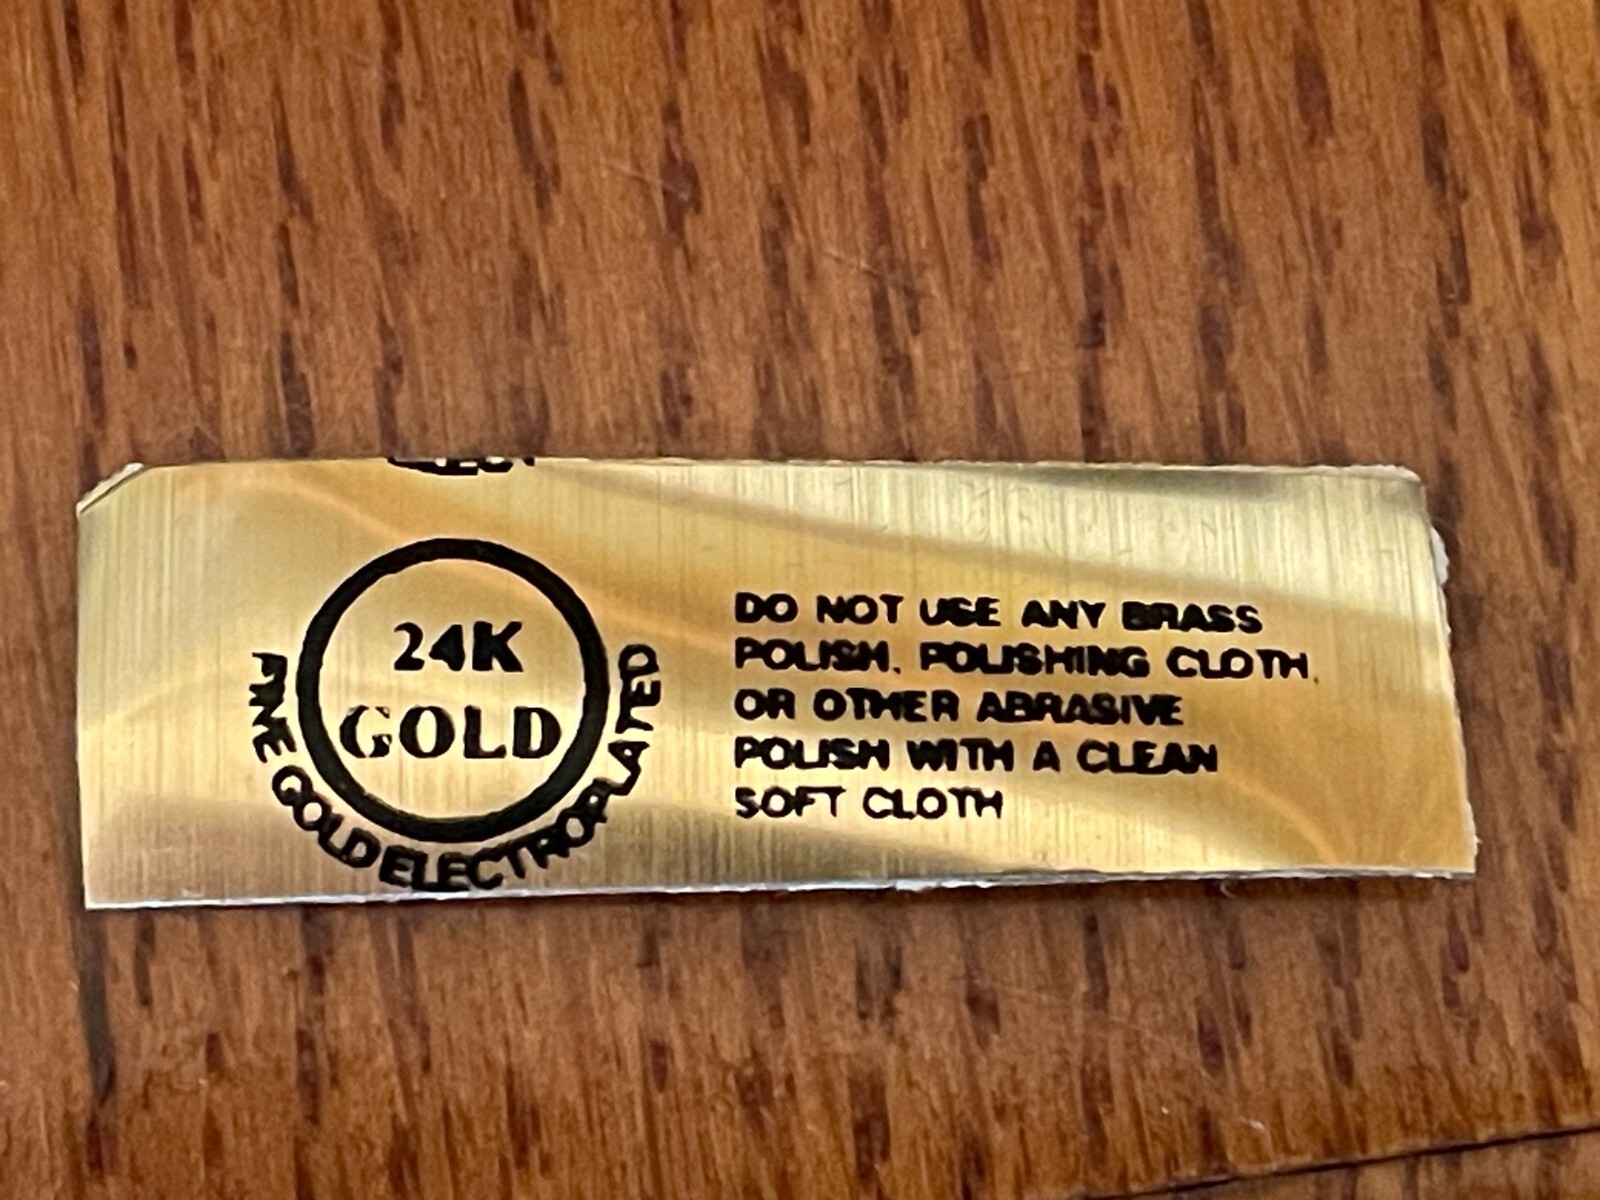 24K
GOLD
FINE GOLD ELECTROPLATED
DO NOT USE ANY BRASS
POLISH, POLISHING CLOTH,
OR OTHER ABRASIVE
POLISH WITH A CLEAN
SOFT CLOTH